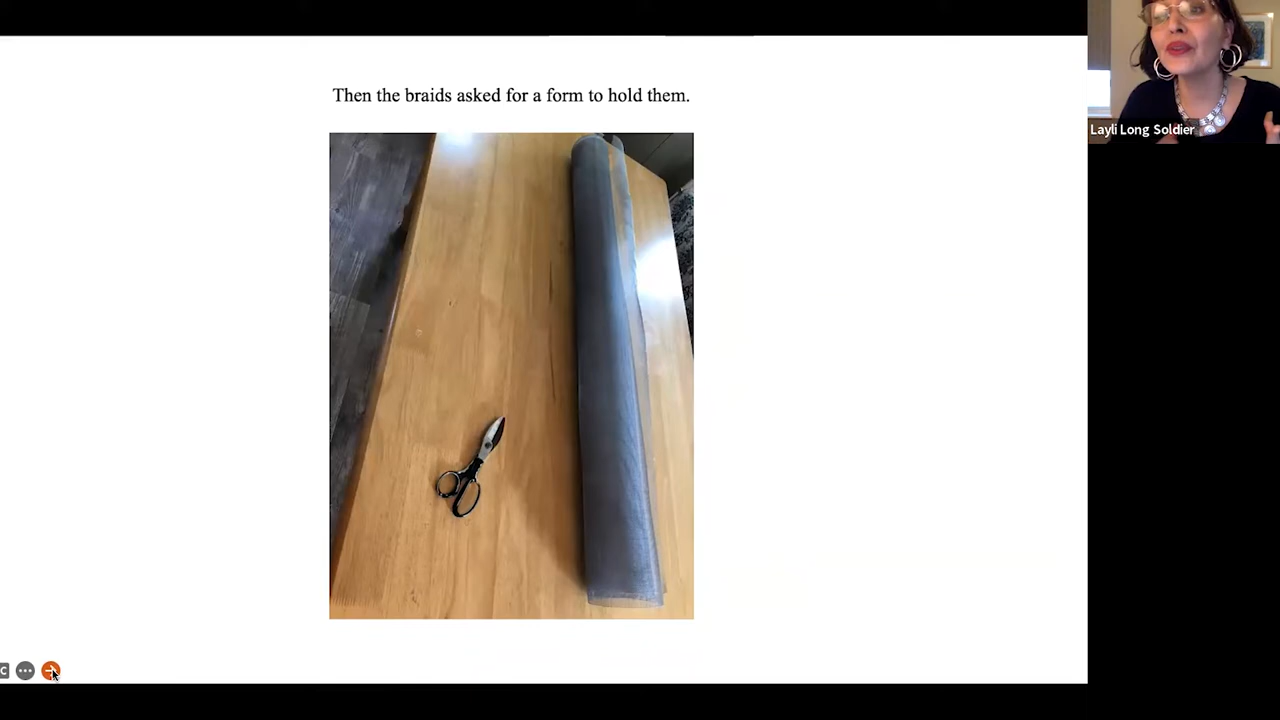 Then the braids asked for a form to hold them.
Layli Long Soldier
C